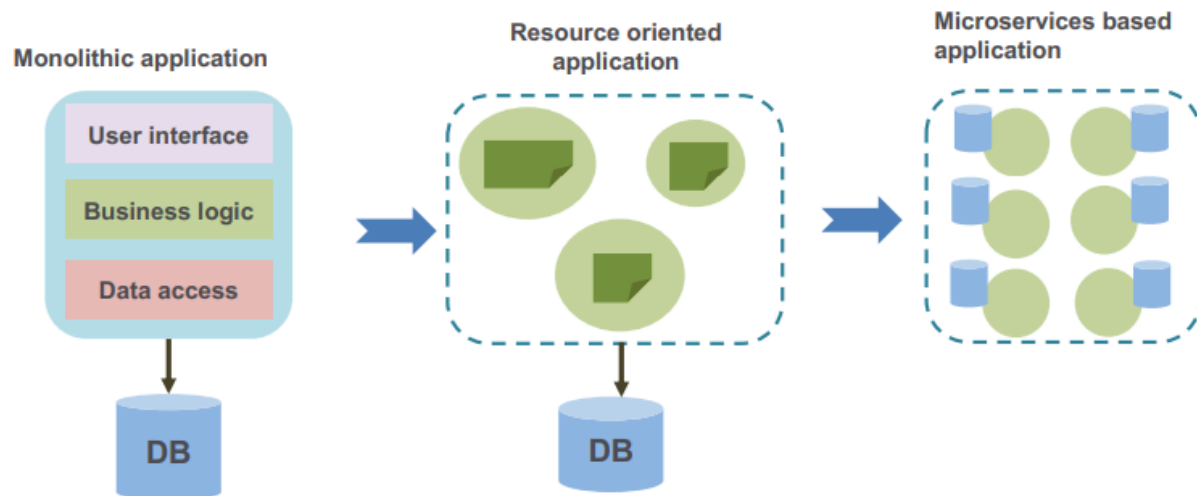 Monolithic application
User interface
Business logic
Data access
DB
Resource oriented
application
DB
Microservices based
application